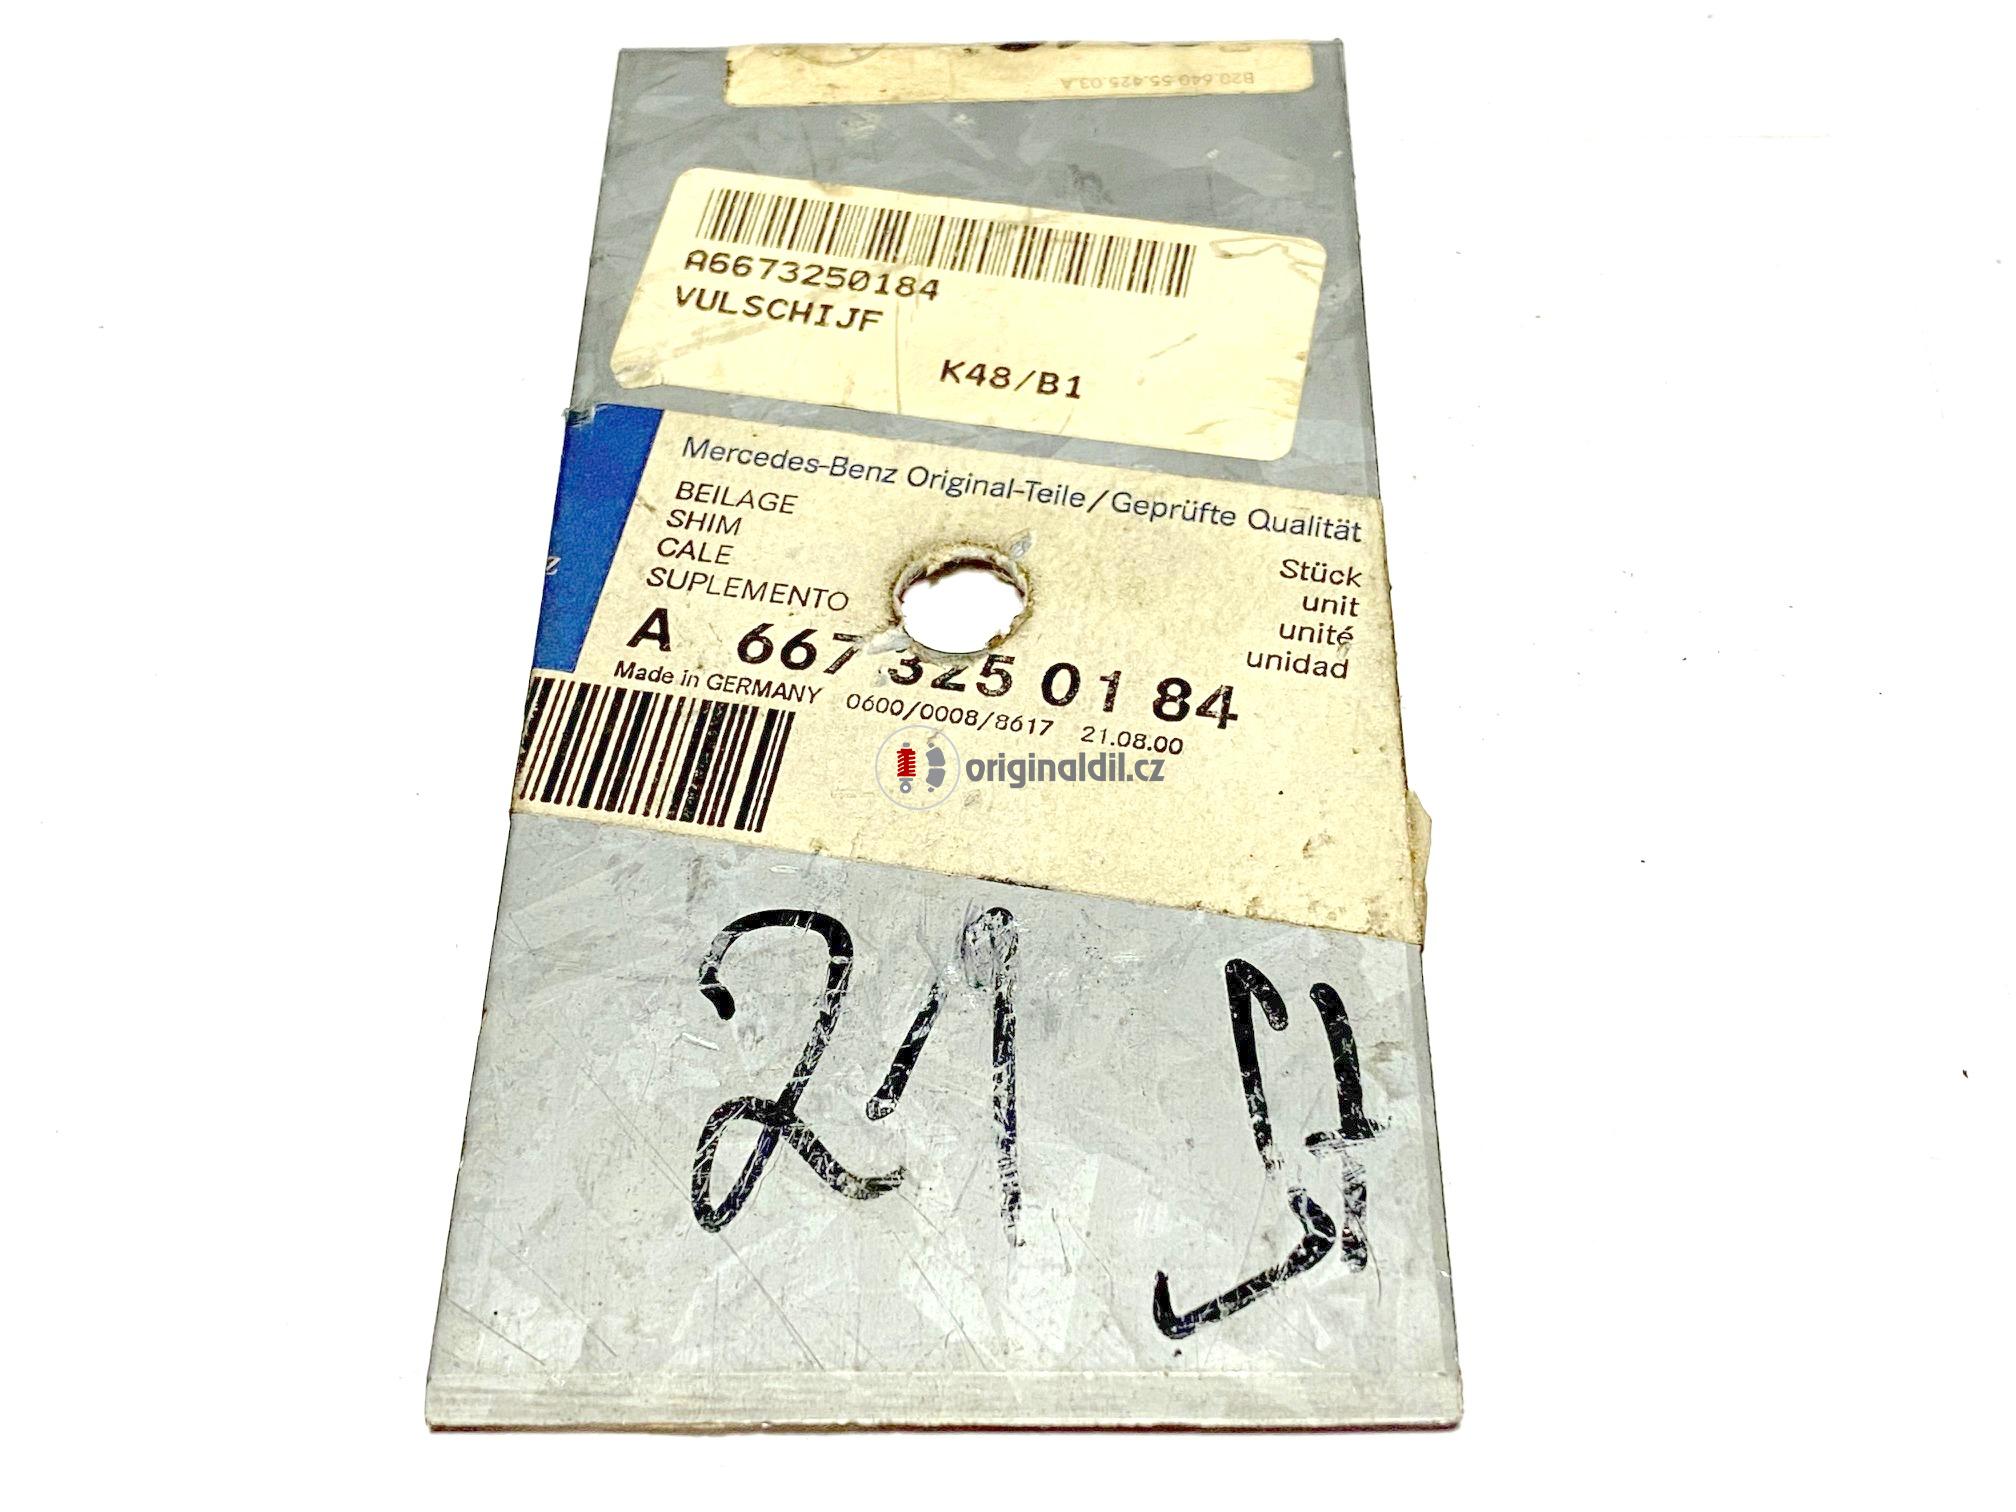 B20.640.55.425.03.A
A6673250184
VULSCHIJF
K48/B1
Mercedes-Benz Original-Teile/Geprüfte Qualität
BEILAGE
SHIM
CALE
SUPLEMENTO
Stück
unit
unité
unidad
A 667 325 01 84
Made in GERMANY 0600/0008/8617 21.08.00
originaldil.cz
21